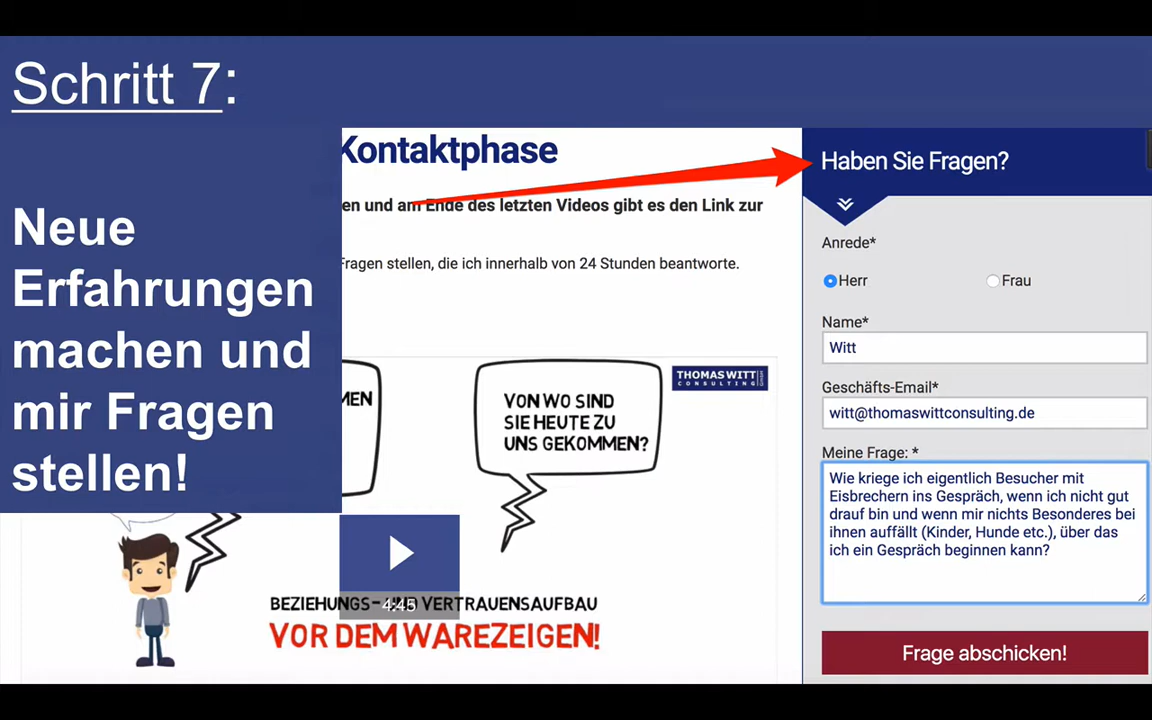 Schritt 7:
Neue
Erfahrungen
machen und
mir Fragen
stellen!
Kontaktphase
en und am Ende des letzten Videos gibt es den Link zur
Fragen stellen, die ich innerhalb von 24 Stunden beantworte.
MEN
VON WO SIND
SIE HEUTE ZU
UNS GEKOMMEN?
THOMAS WITT
CONSULTING GmbH
4:45
BEZIEHUNGS- UND VERTRAUENSAUFBAU
VOR DEM WAREZEIGEN!
Haben Sie Fragen?
Anrede*
Herr
Frau
Name*
Witt
Geschäfts-Email*
witt@thomaswittconsulting.de
Meine Frage: *
Wie kriege ich eigentlich Besucher mit
Eisbrechern ins Gespräch, wenn ich nicht gut
drauf bin und wenn mir nichts Besonderes bei
ihnen auffällt (Kinder, Hunde etc.), über das
ich ein Gespräch beginnen kann?
Frage abschicken!